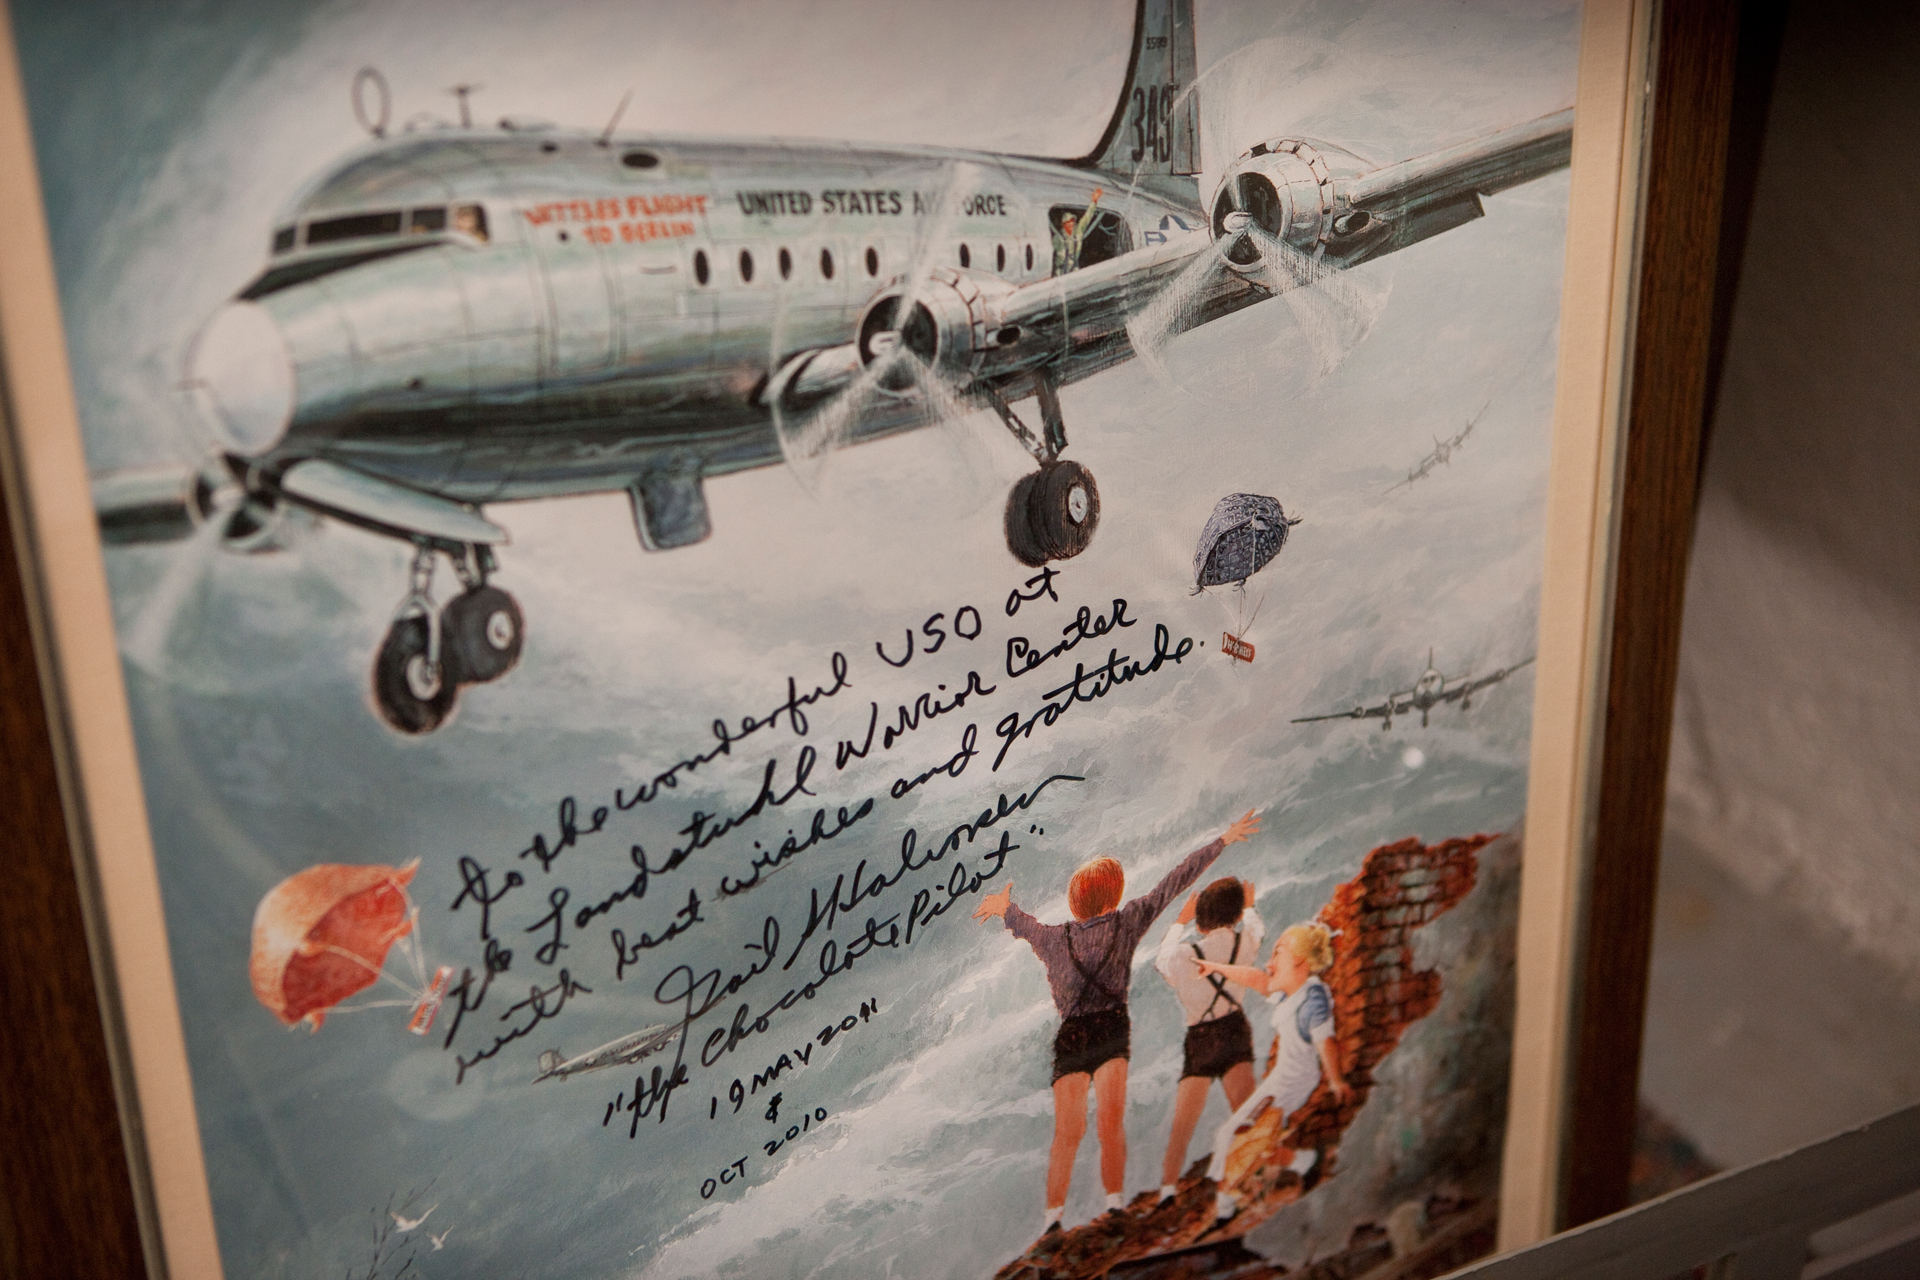 5589
349
UNITED STATES AIR FORCE
VITTLES FLIGHT
TO BERLIN
To the wonderful USO at
the Landstuhl Warrior Center
with best wishes and gratitude.
Gail S Halvorsen
"the Chocolate Pilot"
19 MAY 2011
&
OCT 2010